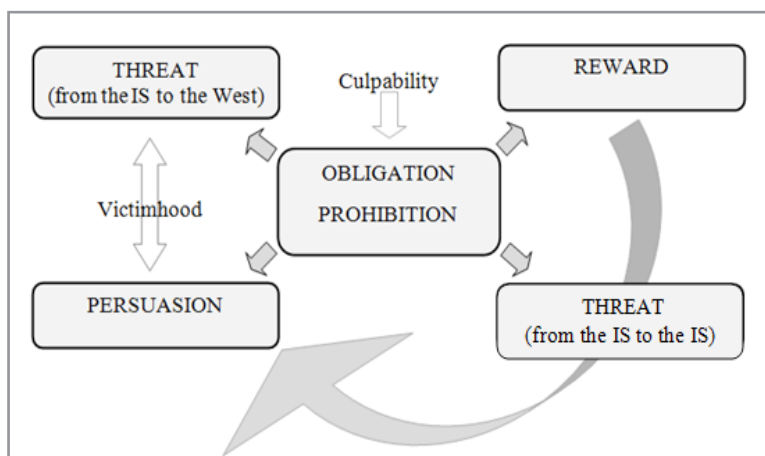 THREAT
(from the IS to the West)
Culpability
REWARD
OBLIGATION
PROHIBITION
Victimhood
PERSUASION
THREAT
(from the IS to the IS)